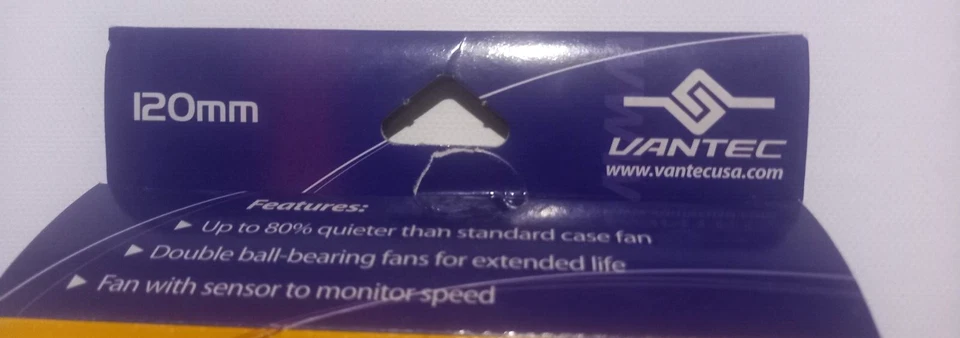 120mm
VANTEC
www.vantecusa.com
Features:
Up to 80% quieter than standard case fan
Double ball-bearing fans for extended life
Fan with sensor to monitor speed